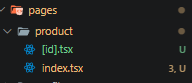 pages
product
[id].tsx U
index.tsx 3, U